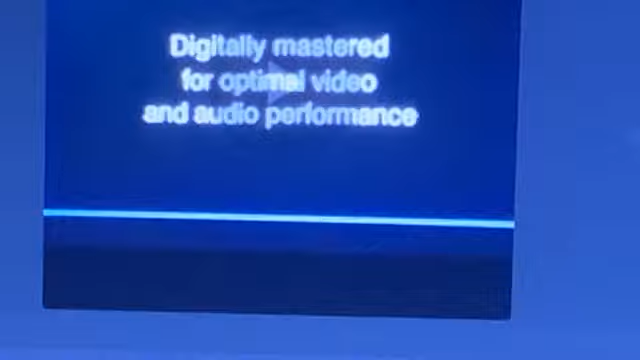 Digitally mastered
for optimal video
and audio performance